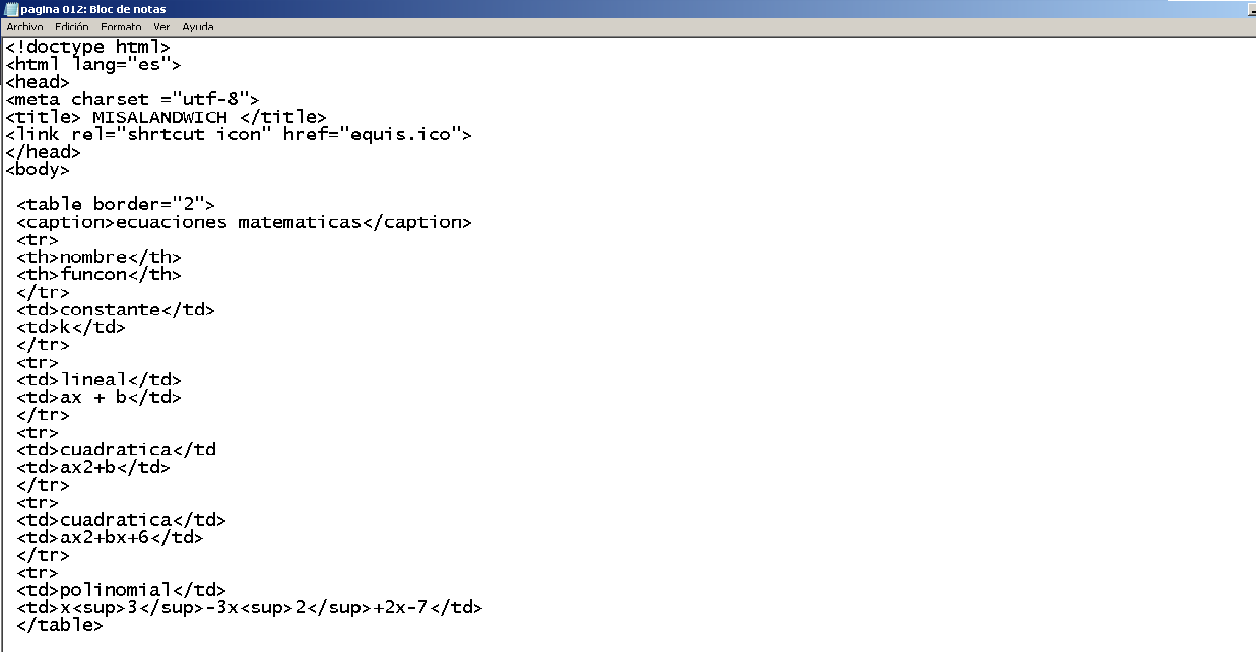 pagina 012: Bloc de notas
Archivo Edición Formato Ver Ayuda
<!doctype html>
<html lang="es">
<head>
<meta charset ="utf-8">
<title> MISALANDWICH </title>
<link rel="shrtcut icon" href="equis.ico">
</head>
<body>
<table border="2">
<caption>ecuaciones matematicas</caption>
<tr>
<th>nombre</th>
<th>funcon</th>
</tr>
<td>constante</td>
<td>k</td>
</tr>
<tr>
<td>lineal</td>
<td>ax + b</td>
</tr>
<tr>
<td>cuadratica</td
<td>ax2+b</td>
</tr>
<tr>
<td>cuadratica</td>
<td>ax2+bx+6</td>
</tr>
<tr>
<td>polinomial</td>
<td>x<sup>3</sup>-3x<sup>2</sup>+2x-7</td>
</table>